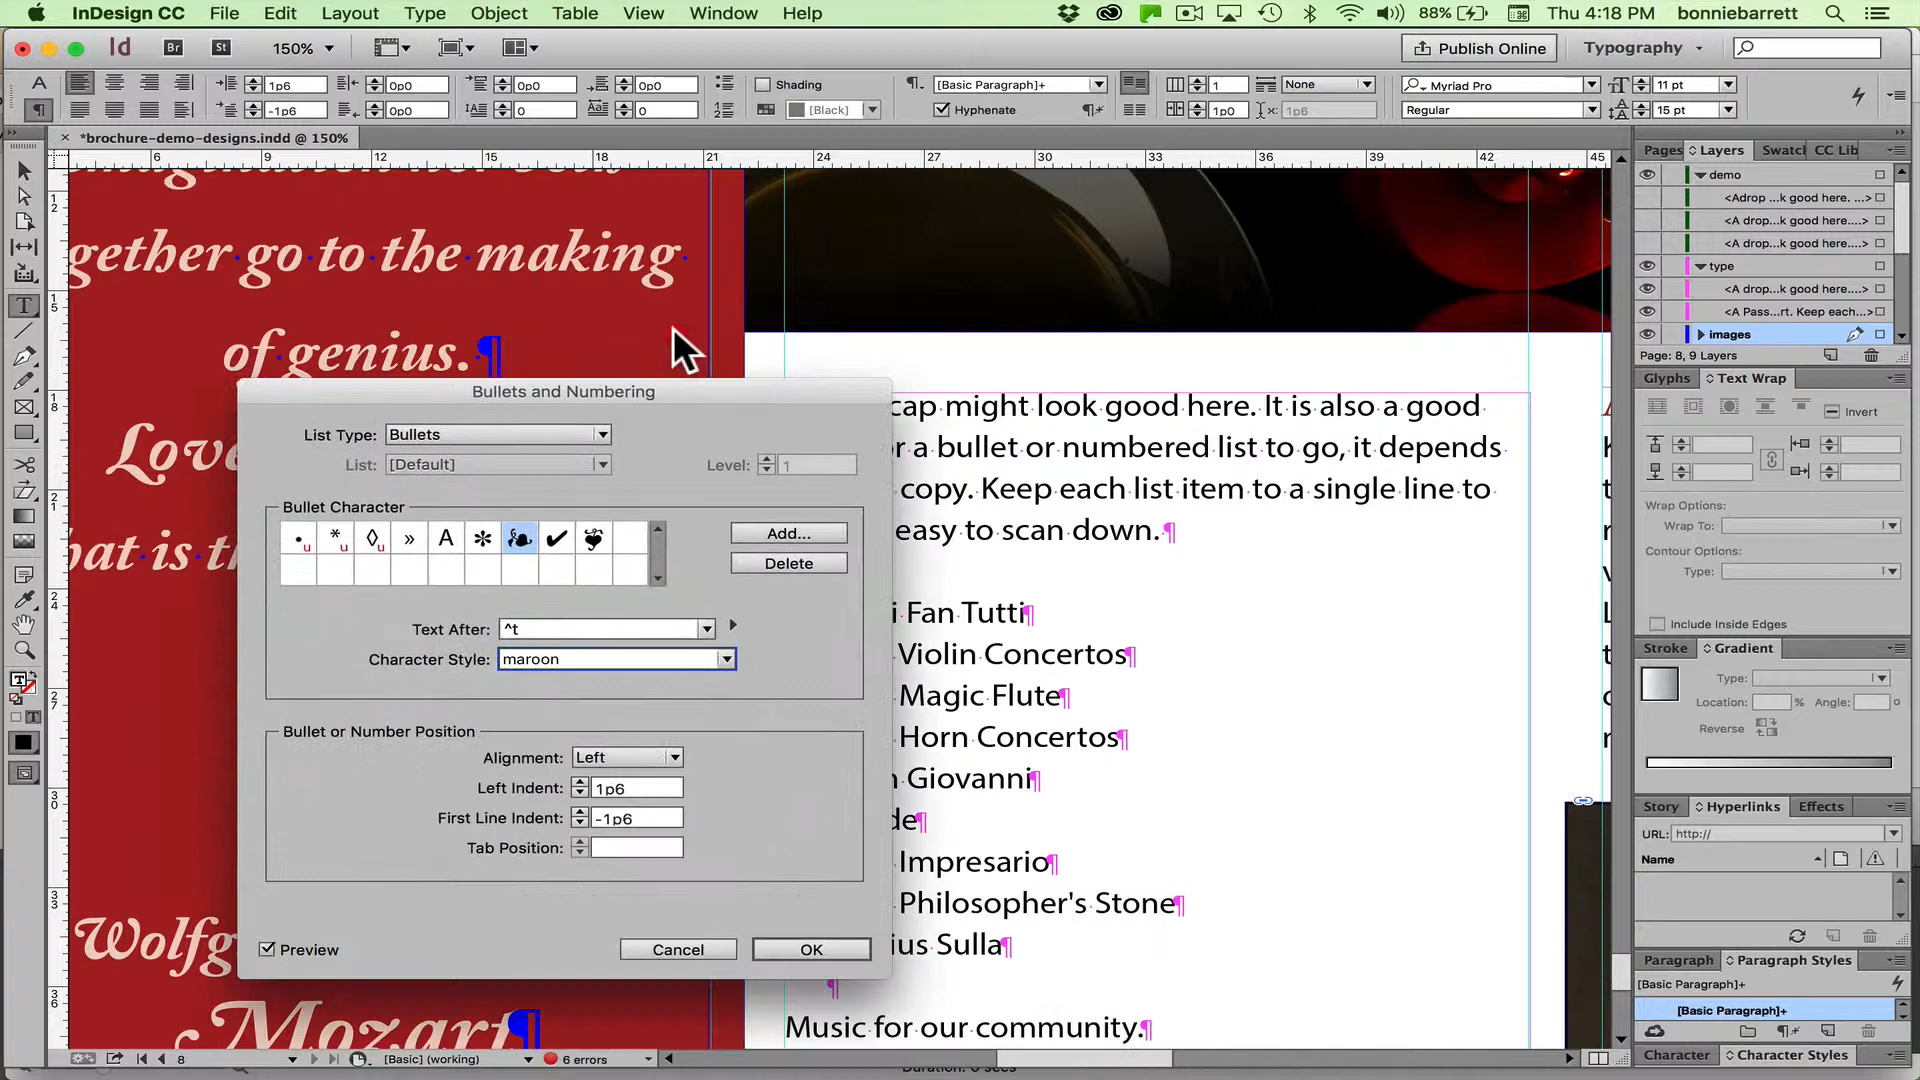 InDesign CC File Edit Layout Type Object Table View Window Help 88% Thu 4:18 PM bonniebarrett
Id Br St 150% Publish Online Typography
A 1p6 0p0 0p0 0p0 Shading [Basic Paragraph]+ 1 None Myriad Pro 11 pt
-1p6 0p0 0 0 [Black] Hyphenate 1p0 1p6 Regular 15 pt
*brochure-demo-designs.indd @ 150%
6 9 12 15 18 21 24 27 30 33 36 39 42 45
gether go to the making
of genius.¶
Love
hat is th
Wolfg
Mozart
Bullets and Numbering
List Type: Bullets
List: [Default] Level: 1
Bullet Character
•u *u ◊u » A ✻ ✔ ❦
Add...
Delete
Text After: ^t
Character Style: maroon
Bullet or Number Position
Alignment: Left
Left Indent: 1p6
First Line Indent: -1p6
Tab Position:
Preview Cancel OK
cap might look good here. It is also a good
r a bullet or numbered list to go, it depends
copy. Keep each list item to a single line to
easy to scan down.¶
i Fan Tutti¶
Violin Concertos¶
Magic Flute¶
Horn Concertos¶
n Giovanni¶
de¶
Impresario¶
Philosopher's Stone¶
ius Sulla¶
¶
Music for our community.¶
Pages Layers Swatch CC Lib
demo
<Adrop ...k good here. ...>
<A drop...k good here....>
<A drop...k good here....>
type
<A drop...k good here....>
<A Pass...rt. Keep each...>
images
Page: 8, 9 Layers
Glyphs Text Wrap
Invert
Wrap Options:
Wrap To:
Contour Options:
Type:
Include Inside Edges
Stroke Gradient
Type:
Location: % Angle: °
Reverse
Story Hyperlinks Effects
URL: http://
Name
Paragraph Paragraph Styles
[Basic Paragraph]+
[Basic Paragraph]+
Character Character Styles
8 [Basic] (working) 6 errors